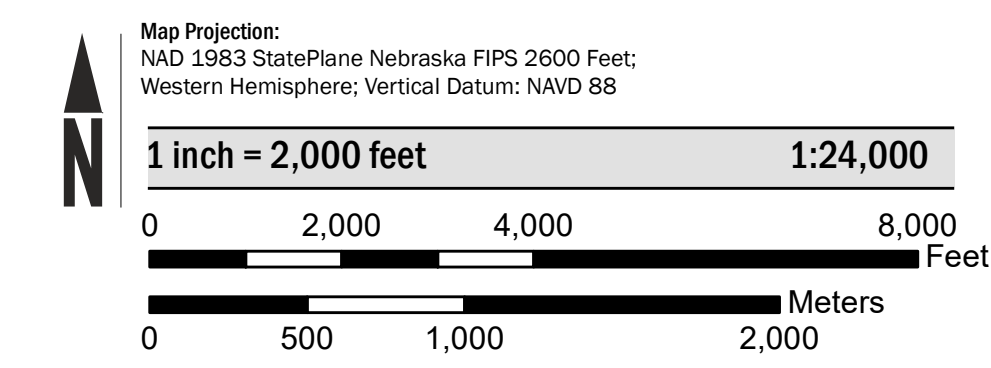 Map Projection:
NAD 1983 StatePlane Nebraska FIPS 2600 Feet;
Western Hemisphere; Vertical Datum: NAVD 88
N
1 inch = 2,000 feet 1:24,000
0 2,000 4,000 8,000
Feet
Meters
0 500 1,000 2,000